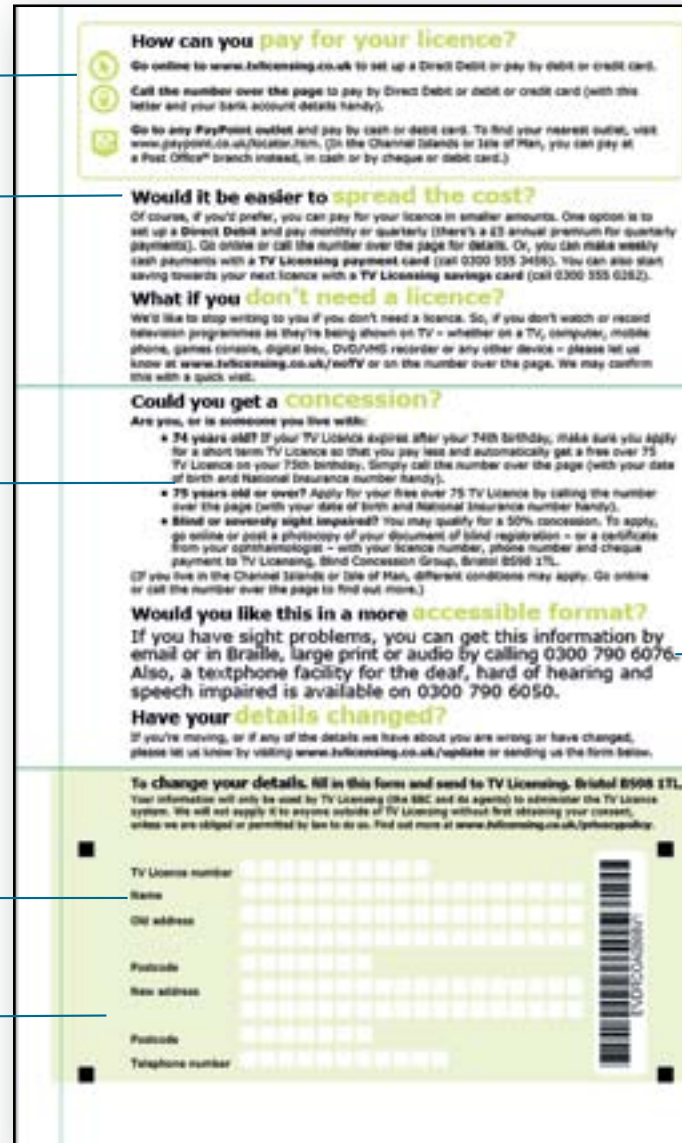 How can you pay for your licence?
Go online to www.tvlicensing.co.uk to set up a Direct Debit or pay by debit or credit card.
Call the number over the page to pay by Direct Debit or debit or credit card (with this
letter and your bank account details handy).
Go to any PayPoint outlet and pay by cash or debit card. To find your nearest outlet, visit
www.paypoint.co.uk/locator.htm. (In the Channel Islands or Isle of Man, you can pay at
a Post Office® branch instead, in cash or by cheque or debit card.)
Would it be easier to spread the cost?
Of course, if you'd prefer, you can pay for your licence in smaller amounts. One option is to
set up a Direct Debit and pay monthly or quarterly (there's a £5 annual premium for quarterly
payments). Go online or call the number over the page for details. Or, you can make weekly
cash payments with a TV Licensing payment card (call 0300 555 3456). You can also start
saving towards your next licence with a TV Licensing savings card (call 0300 555 0282).
What if you don't need a licence?
We'd like to stop writing to you if you don't need a licence. So, if you don't watch or record
television programmes as they're being shown on TV – whether on a TV, computer, mobile
phone, games console, digital box, DVD/VHS recorder or any other device – please let us
know at www.tvlicensing.co.uk/noTV or on the number over the page. We may confirm
this with a quick visit.
Could you get a concession?
Are you, or is someone you live with:
• 74 years old? If your TV Licence expires after your 74th birthday, make sure you apply
for a short term TV Licence so that you pay less and automatically get a free over 75
TV Licence on your 75th birthday. Simply call the number over the page (with your date
of birth and National Insurance number handy).
• 75 years old or over? Apply for your free over 75 TV Licence by calling the number
over the page (with your date of birth and National Insurance number handy).
• Blind or severely sight impaired? You may qualify for a 50% concession. To apply,
go online or post a photocopy of your document of blind registration – or a certificate
from your ophthalmologist – with your licence number, phone number and cheque
payment to TV Licensing, Blind Concession Group, Bristol BS98 1TL.
(If you live in the Channel Islands or Isle of Man, different conditions may apply. Go online
or call the number over the page to find out more.)
Would you like this in a more accessible format?
If you have sight problems, you can get this information by
email or in Braille, large print or audio by calling 0300 790 6076.
Also, a textphone facility for the deaf, hard of hearing and
speech impaired is available on 0300 790 6050.
Have your details changed?
If you're moving, or if any of the details we have about you are wrong or have changed,
please let us know by visiting www.tvlicensing.co.uk/update or sending us the form below.
To change your details, fill in this form and send to TV Licensing, Bristol BS98 1TL.
Your information will only be used by TV Licensing (the BBC and its agents) to administer the TV Licence
system. We will not supply it to anyone outside of TV Licensing without first obtaining your consent,
unless we are obliged or permitted by law to do so. Find out more at www.tvlicensing.co.uk/privacypolicy.
TV Licence number
Name
Old address
Postcode
New address
Postcode
Telephone number